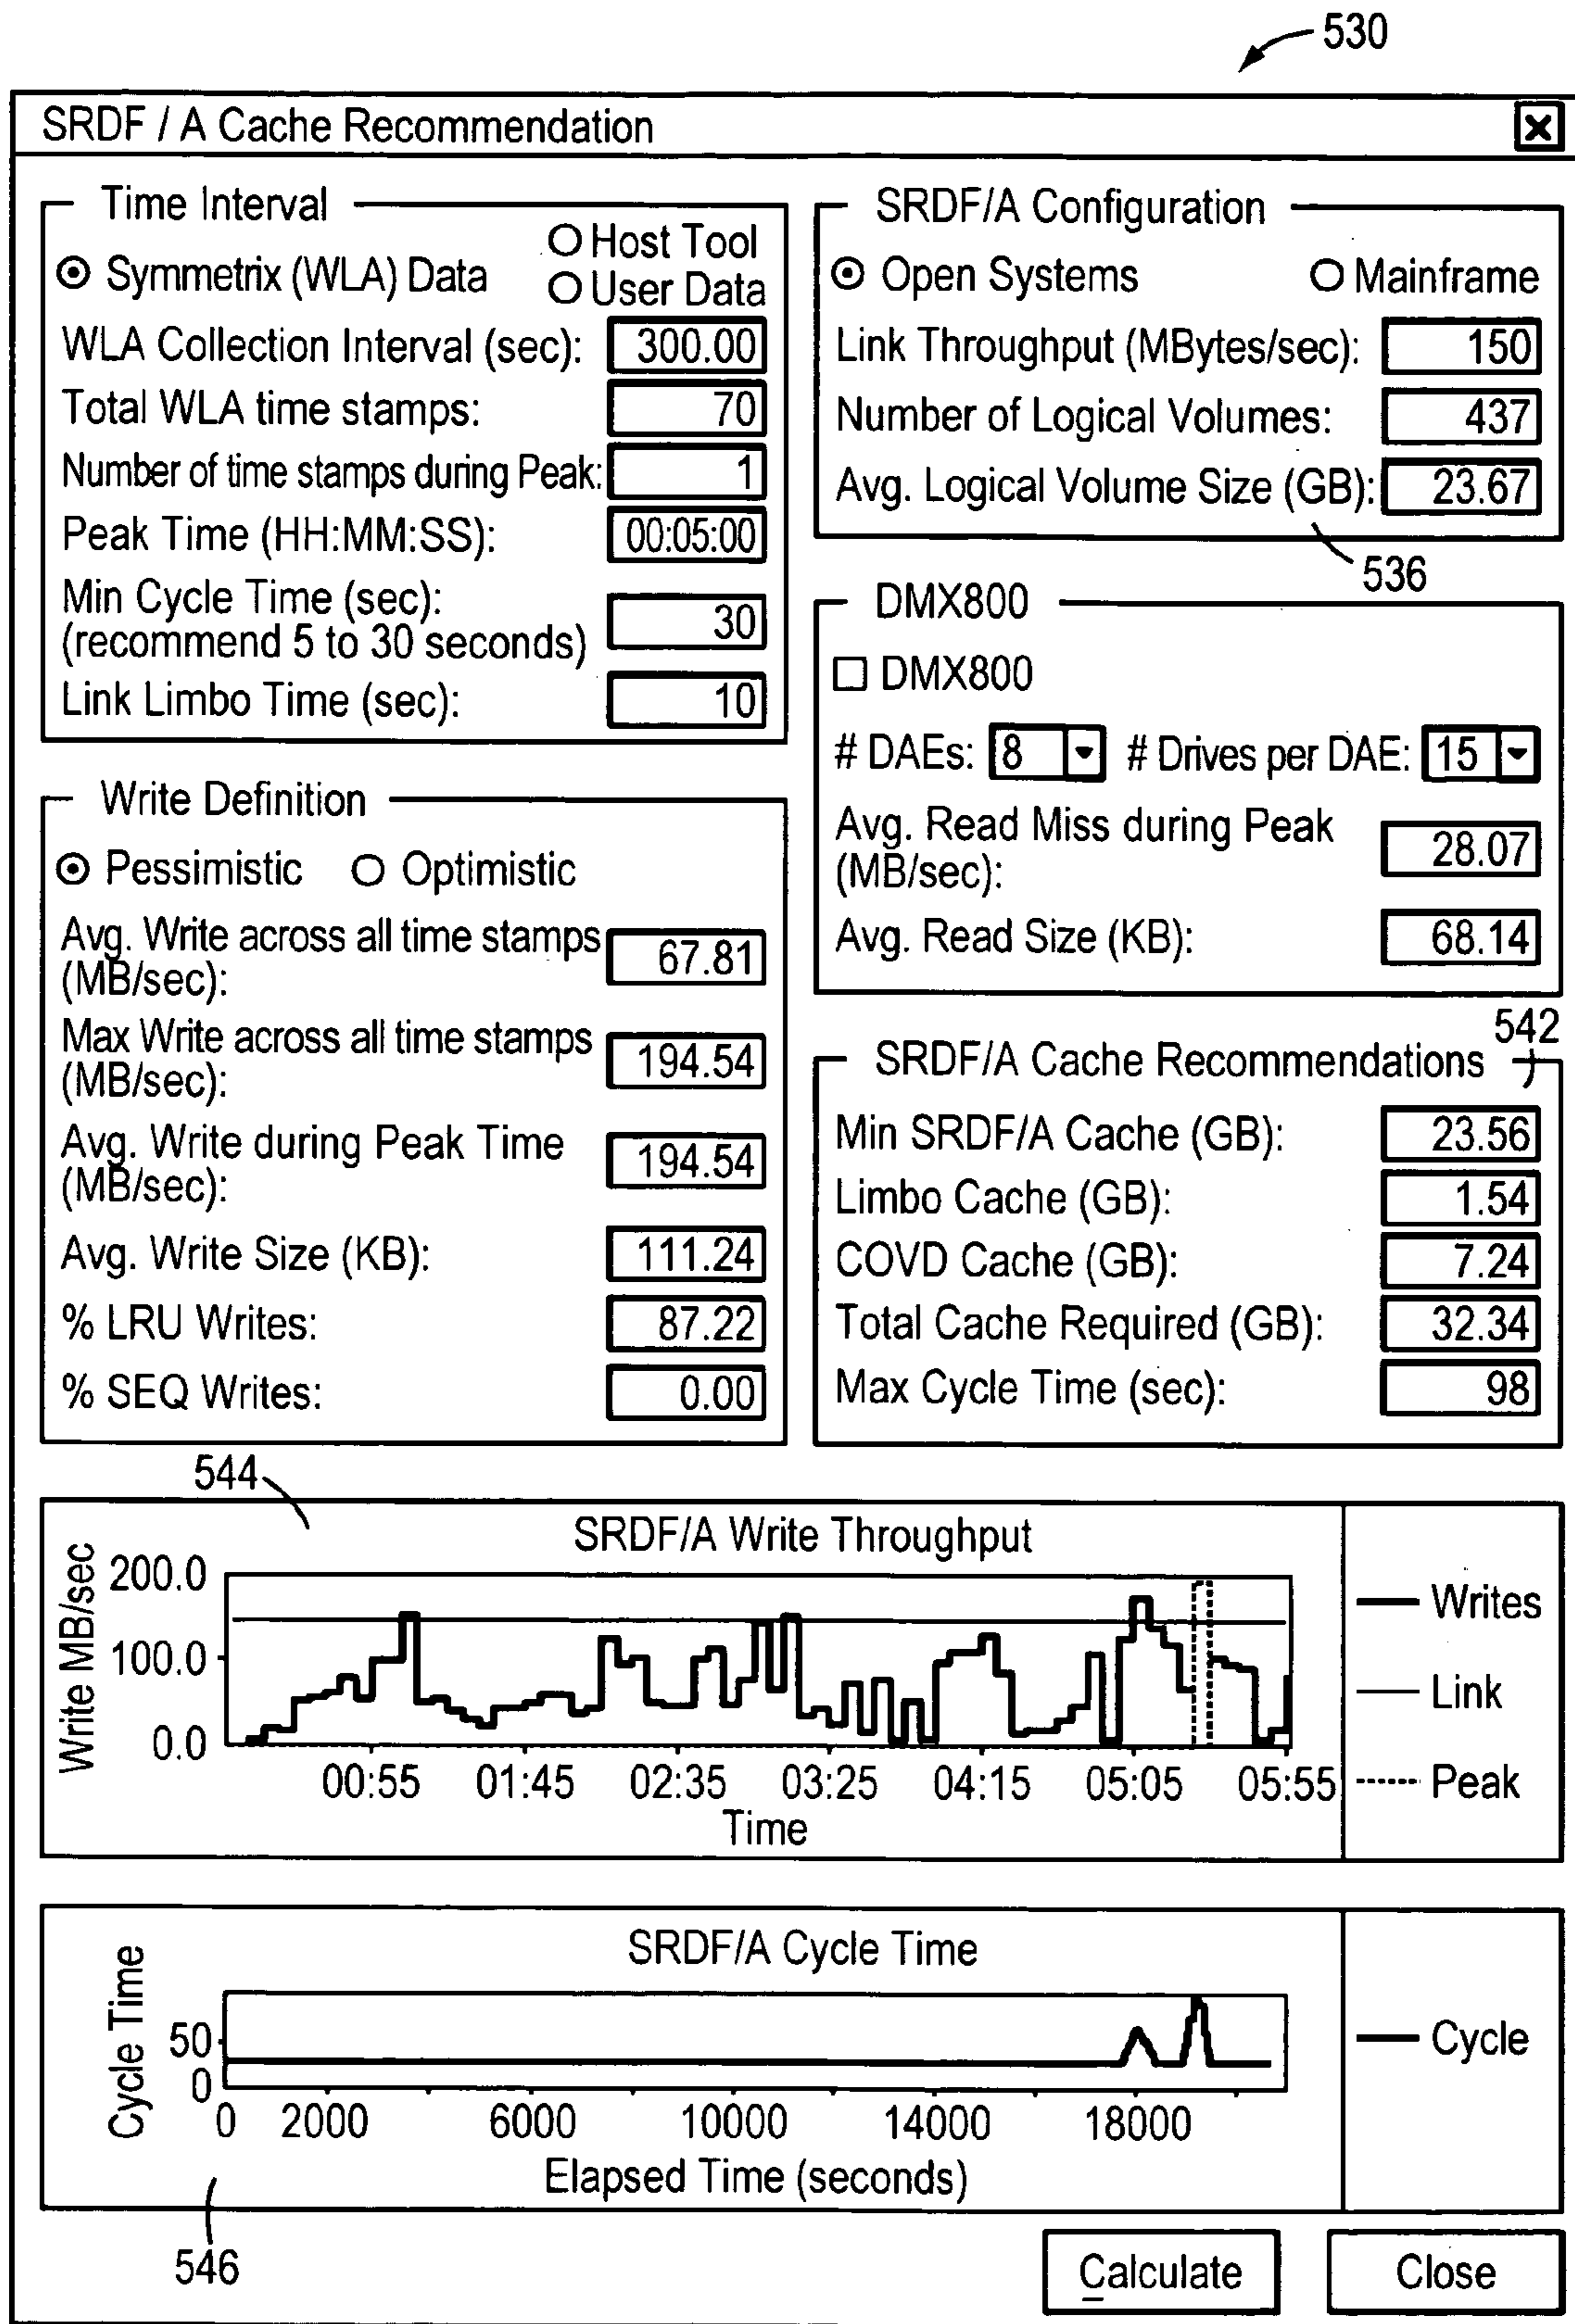 530
SRDF / A Cache Recommendation
Time Interval
Host Tool
Symmetrix (WLA) Data
User Data
WLA Collection Interval (sec): 300.00
Total WLA time stamps: 70
Number of time stamps during Peak: 1
Peak Time (HH:MM:SS): 00:05:00
Min Cycle Time (sec):
(recommend 5 to 30 seconds) 30
Link Limbo Time (sec): 10
SRDF/A Configuration
Open Systems Mainframe
Link Throughput (MBytes/sec): 150
Number of Logical Volumes: 437
Avg. Logical Volume Size (GB): 23.67
536
DMX800
DMX800
# DAEs: 8 # Drives per DAE: 15
Avg. Read Miss during Peak
(MB/sec): 28.07
Avg. Read Size (KB): 68.14
Write Definition
Pessimistic Optimistic
Avg. Write across all time stamps
(MB/sec): 67.81
Max Write across all time stamps
(MB/sec): 194.54
Avg. Write during Peak Time
(MB/sec): 194.54
Avg. Write Size (KB): 111.24
% LRU Writes: 87.22
% SEQ Writes: 0.00
542
SRDF/A Cache Recommendations
Min SRDF/A Cache (GB): 23.56
Limbo Cache (GB): 1.54
COVD Cache (GB): 7.24
Total Cache Required (GB): 32.34
Max Cycle Time (sec): 98
544
SRDF/A Write Throughput
Write MB/sec
200.0
100.0
0.0
00:55 01:45 02:35 03:25 04:15 05:05 05:55
Time
Writes
Link
Peak
SRDF/A Cycle Time
Cycle Time
50
0
0 2000 6000 10000 14000 18000
Elapsed Time (seconds)
Cycle
546
Calculate Close